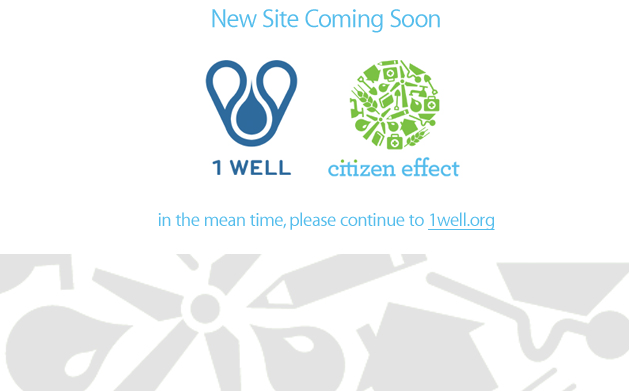 New Site Coming Soon
1 WELL
citizen effect
in the mean time, please continue to 1well.org